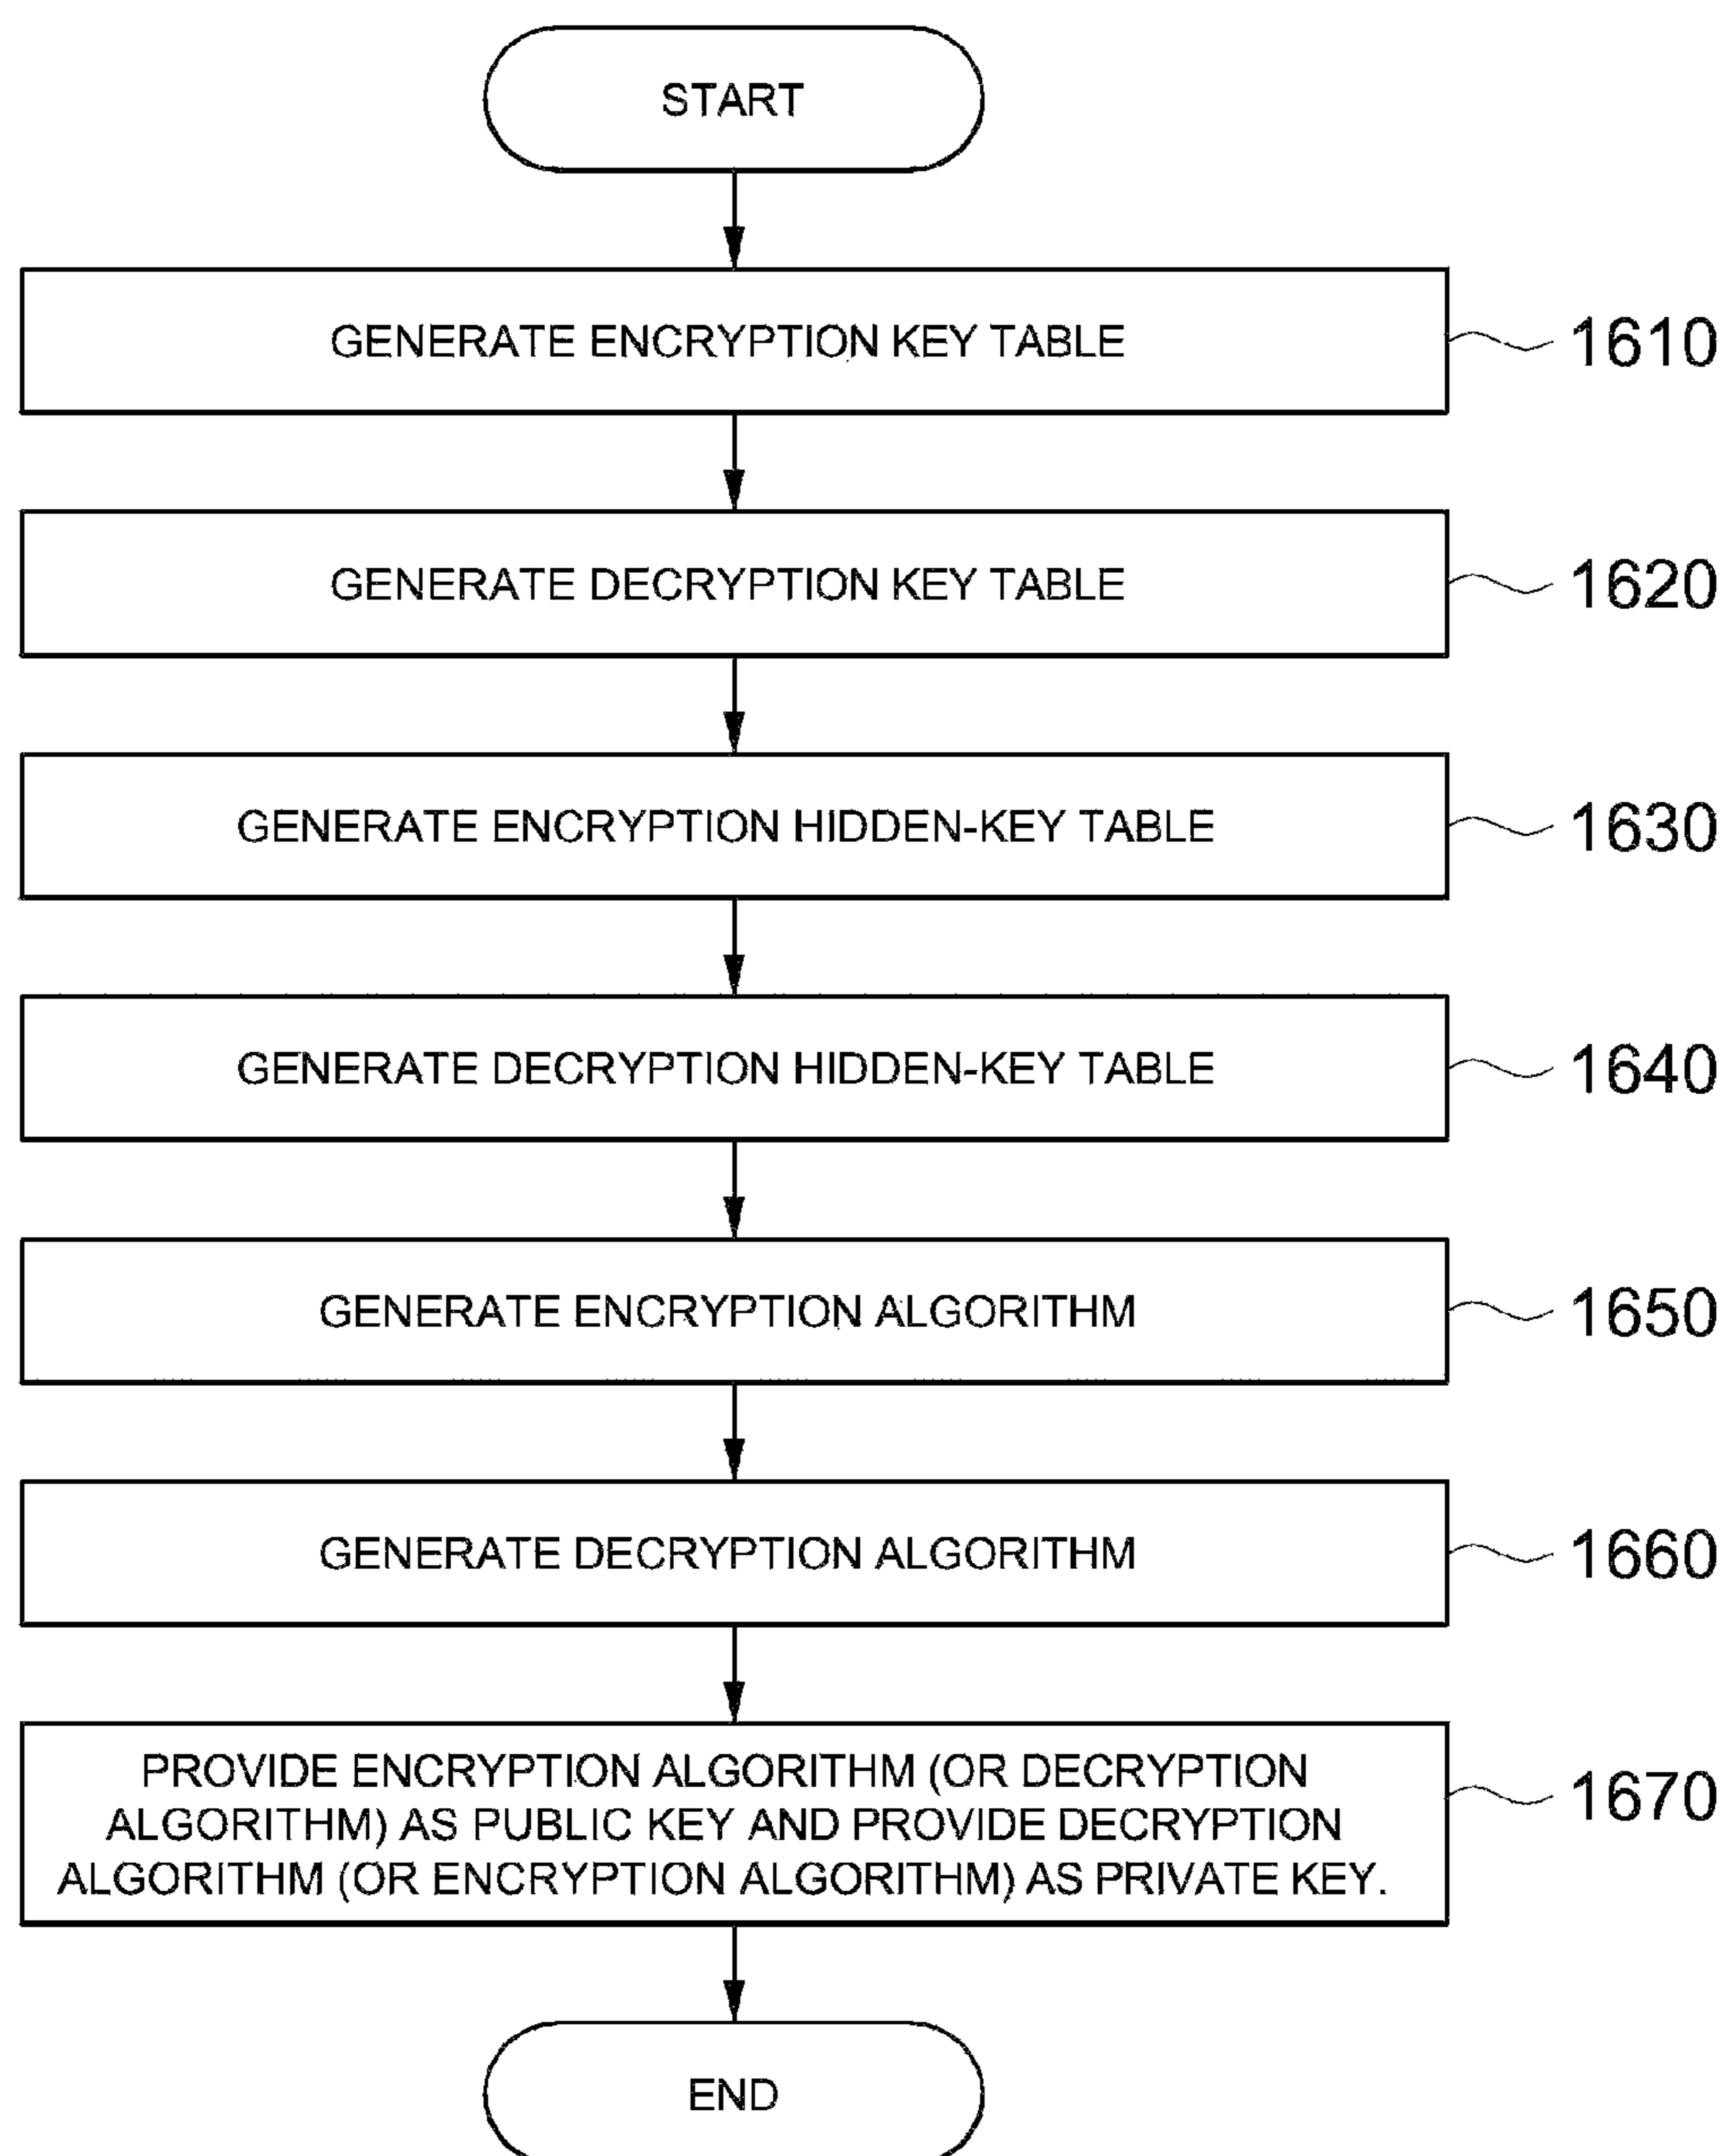 START
GENERATE ENCRYPTION KEY TABLE
1610
GENERATE DECRYPTION KEY TABLE
1620
GENERATE ENCRYPTION HIDDEN-KEY TABLE
1630
GENERATE DECRYPTION HIDDEN-KEY TABLE
1640
GENERATE ENCRYPTION ALGORITHM
1650
GENERATE DECRYPTION ALGORITHM
1660
PROVIDE ENCRYPTION ALGORITHM (OR DECRYPTION
ALGORITHM) AS PUBLIC KEY AND PROVIDE DECRYPTION
ALGORITHM (OR ENCRYPTION ALGORITHM) AS PRIVATE KEY.
1670
END